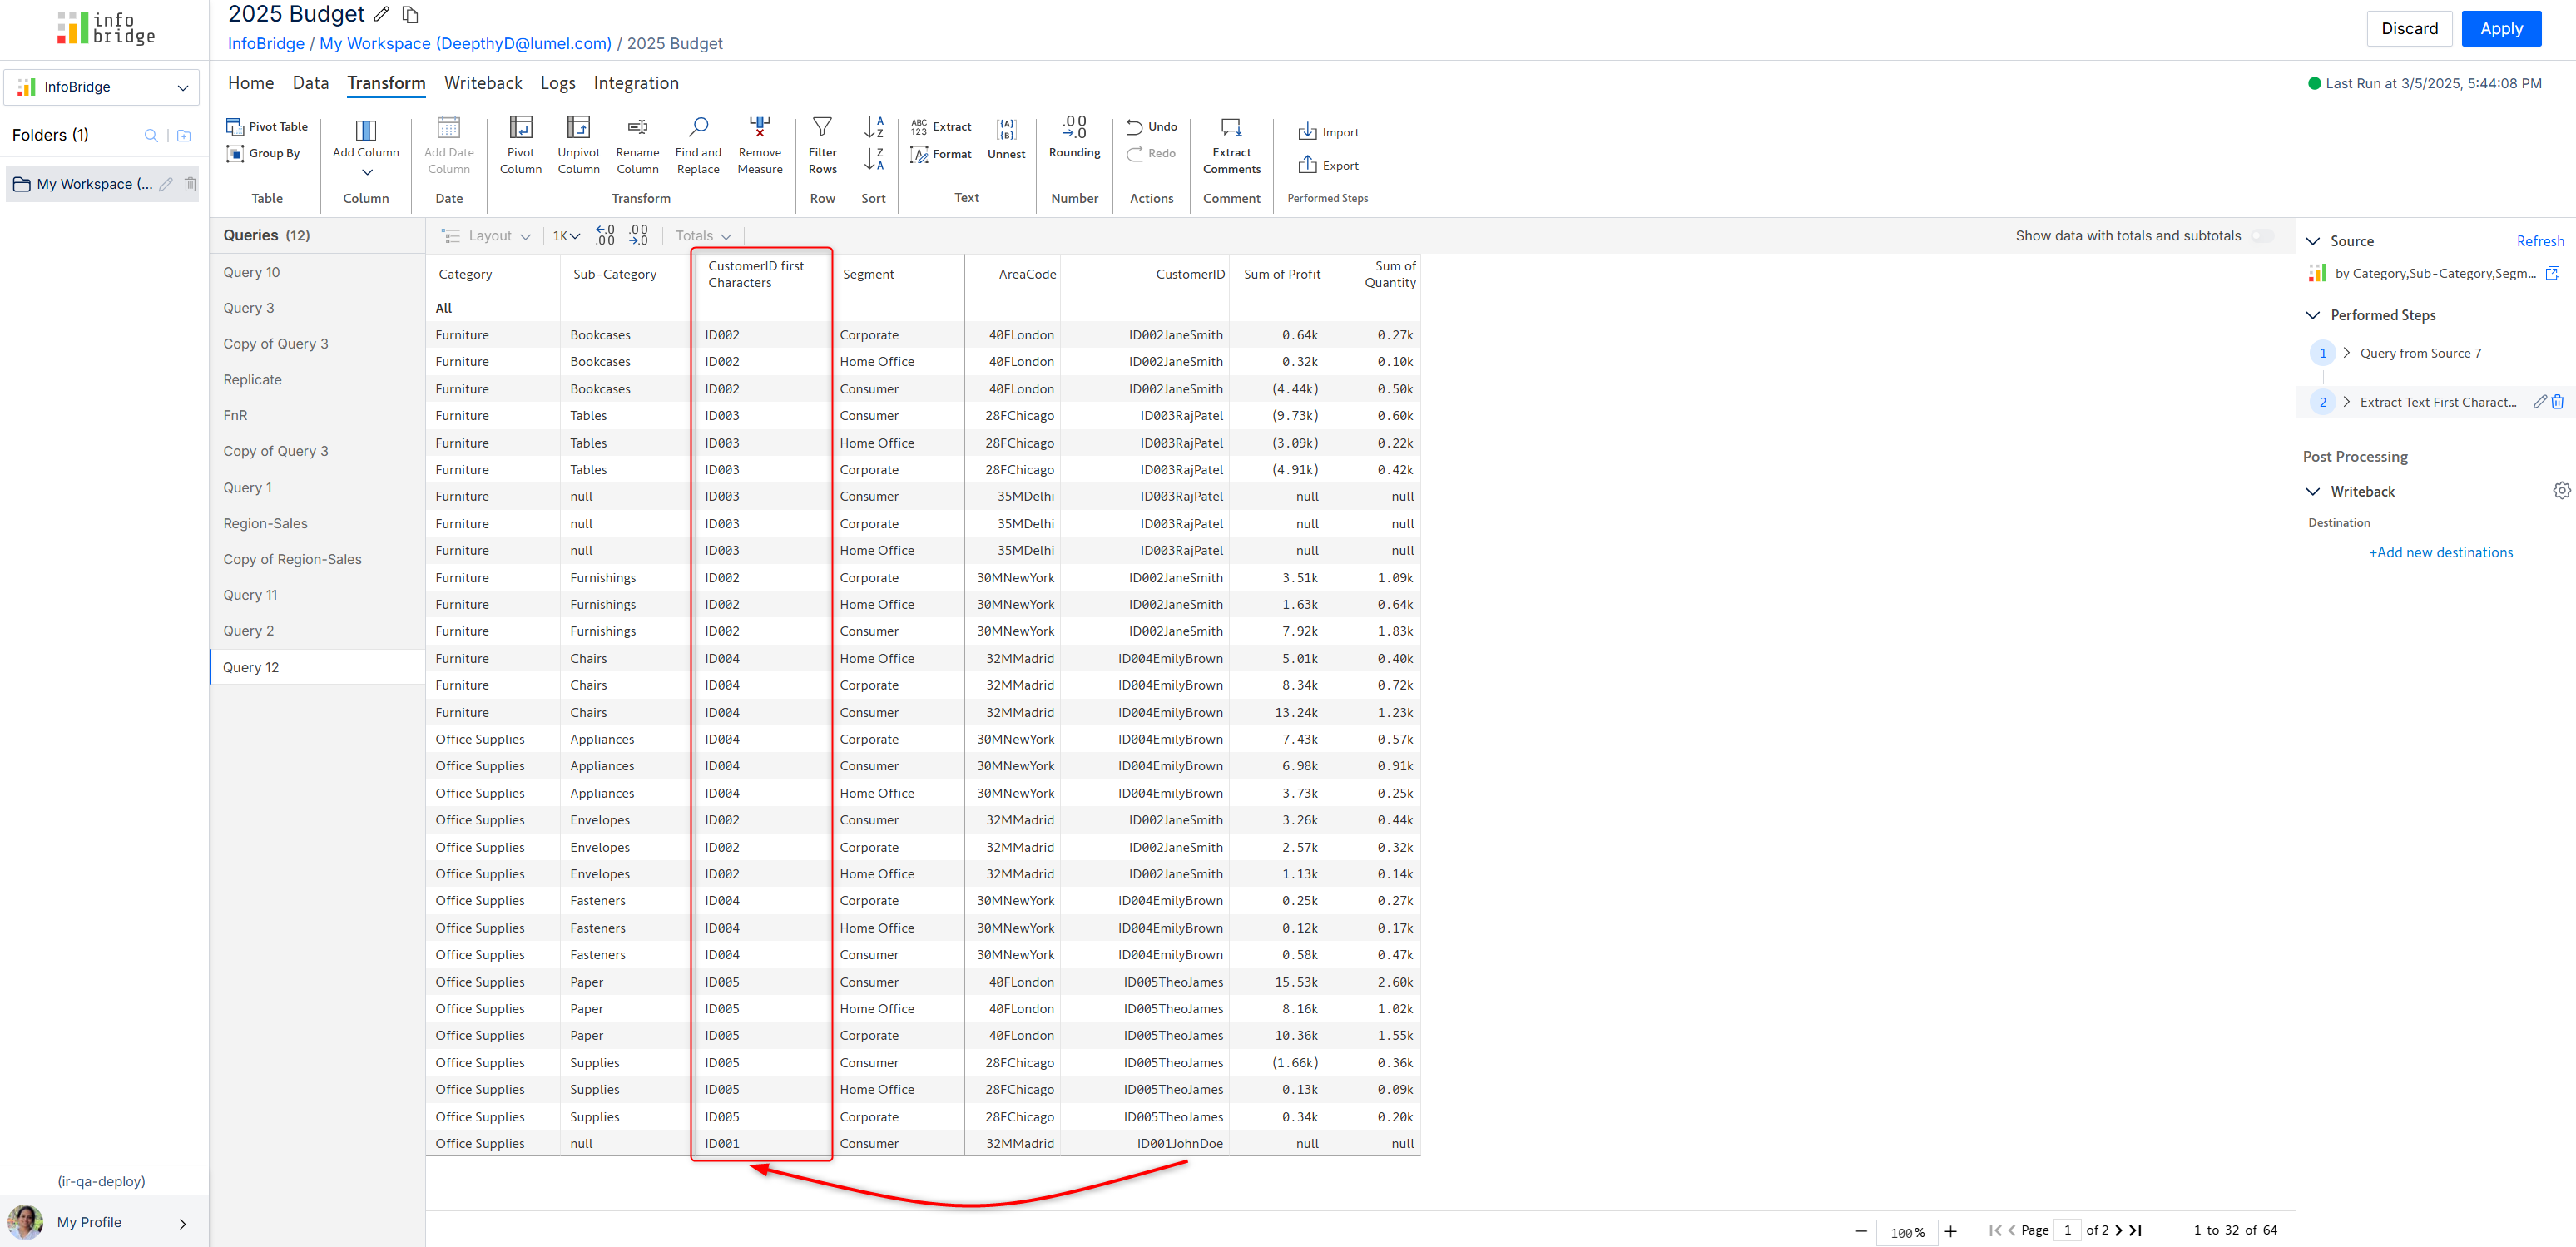 info
bridge
2025 Budget
InfoBridge / My Workspace (DeepthyD@lumel.com) / 2025 Budget
Discard
Apply
InfoBridge
Home Data Transform Writeback Logs Integration
Last Run at 3/5/2025, 5:44:08 PM
Folders (1)
My Workspace (...
Pivot Table
Group By
Table
Add Column
Column
Add Date
Column
Date
Pivot
Column
Unpivot
Column
Rename
Column
Find and
Replace
Remove
Measure
Transform
Filter
Rows
Row
A
Z
Z
A
Sort
ABC
123
Extract
Format
{A}
{B}
Unnest
Text
.00
.0
Rounding
Number
Undo
Redo
Actions
Extract
Comments
Comment
Import
Export
Performed Steps
Queries (12)
Query 10
Query 3
Copy of Query 3
Replicate
FnR
Copy of Query 3
Query 1
Region-Sales
Copy of Region-Sales
Query 11
Query 2
Query 12
Layout
1K
.0
.00
.00
.0
Totals
Show data with totals and subtotals
Category Sub-Category CustomerID first Characters Segment AreaCode CustomerID Sum of Profit Sum of Quantity
All
Furniture Bookcases ID002 Corporate 40FLondon ID002JaneSmith 0.64k 0.27k
Furniture Bookcases ID002 Home Office 40FLondon ID002JaneSmith 0.32k 0.10k
Furniture Bookcases ID002 Consumer 40FLondon ID002JaneSmith (4.44k) 0.50k
Furniture Tables ID003 Consumer 28FChicago ID003RajPatel (9.73k) 0.60k
Furniture Tables ID003 Home Office 28FChicago ID003RajPatel (3.09k) 0.22k
Furniture Tables ID003 Corporate 28FChicago ID003RajPatel (4.91k) 0.42k
Furniture null ID003 Consumer 35MDelhi ID003RajPatel null null
Furniture null ID003 Corporate 35MDelhi ID003RajPatel null null
Furniture null ID003 Home Office 35MDelhi ID003RajPatel null null
Furniture Furnishings ID002 Corporate 30MNewYork ID002JaneSmith 3.51k 1.09k
Furniture Furnishings ID002 Home Office 30MNewYork ID002JaneSmith 1.63k 0.64k
Furniture Furnishings ID002 Consumer 30MNewYork ID002JaneSmith 7.92k 1.83k
Furniture Chairs ID004 Home Office 32MMadrid ID004EmilyBrown 5.01k 0.40k
Furniture Chairs ID004 Corporate 32MMadrid ID004EmilyBrown 8.34k 0.72k
Furniture Chairs ID004 Consumer 32MMadrid ID004EmilyBrown 13.24k 1.23k
Office Supplies Appliances ID004 Corporate 30MNewYork ID004EmilyBrown 7.43k 0.57k
Office Supplies Appliances ID004 Consumer 30MNewYork ID004EmilyBrown 6.98k 0.91k
Office Supplies Appliances ID004 Home Office 30MNewYork ID004EmilyBrown 3.73k 0.25k
Office Supplies Envelopes ID002 Consumer 32MMadrid ID002JaneSmith 3.26k 0.44k
Office Supplies Envelopes ID002 Corporate 32MMadrid ID002JaneSmith 2.57k 0.32k
Office Supplies Envelopes ID002 Home Office 32MMadrid ID002JaneSmith 1.13k 0.14k
Office Supplies Fasteners ID004 Corporate 30MNewYork ID004EmilyBrown 0.25k 0.27k
Office Supplies Fasteners ID004 Home Office 30MNewYork ID004EmilyBrown 0.12k 0.17k
Office Supplies Fasteners ID004 Consumer 30MNewYork ID004EmilyBrown 0.58k 0.47k
Office Supplies Paper ID005 Consumer 40FLondon ID005TheoJames 15.53k 2.60k
Office Supplies Paper ID005 Home Office 40FLondon ID005TheoJames 8.16k 1.02k
Office Supplies Paper ID005 Corporate 40FLondon ID005TheoJames 10.36k 1.55k
Office Supplies Supplies ID005 Consumer 28FChicago ID005TheoJames (1.66k) 0.36k
Office Supplies Supplies ID005 Home Office 28FChicago ID005TheoJames 0.13k 0.09k
Office Supplies Supplies ID005 Corporate 28FChicago ID005TheoJames 0.34k 0.20k
Office Supplies null ID001 Consumer 32MMadrid ID001JohnDoe null null
Source
Refresh
by Category,Sub-Category,Segm...
Performed Steps
1 Query from Source 7
2 Extract Text First Charact...
Post Processing
Writeback
Destination
+Add new destinations
(ir-qa-deploy)
My Profile
100%
Page 1 of 2
1 to 32 of 64